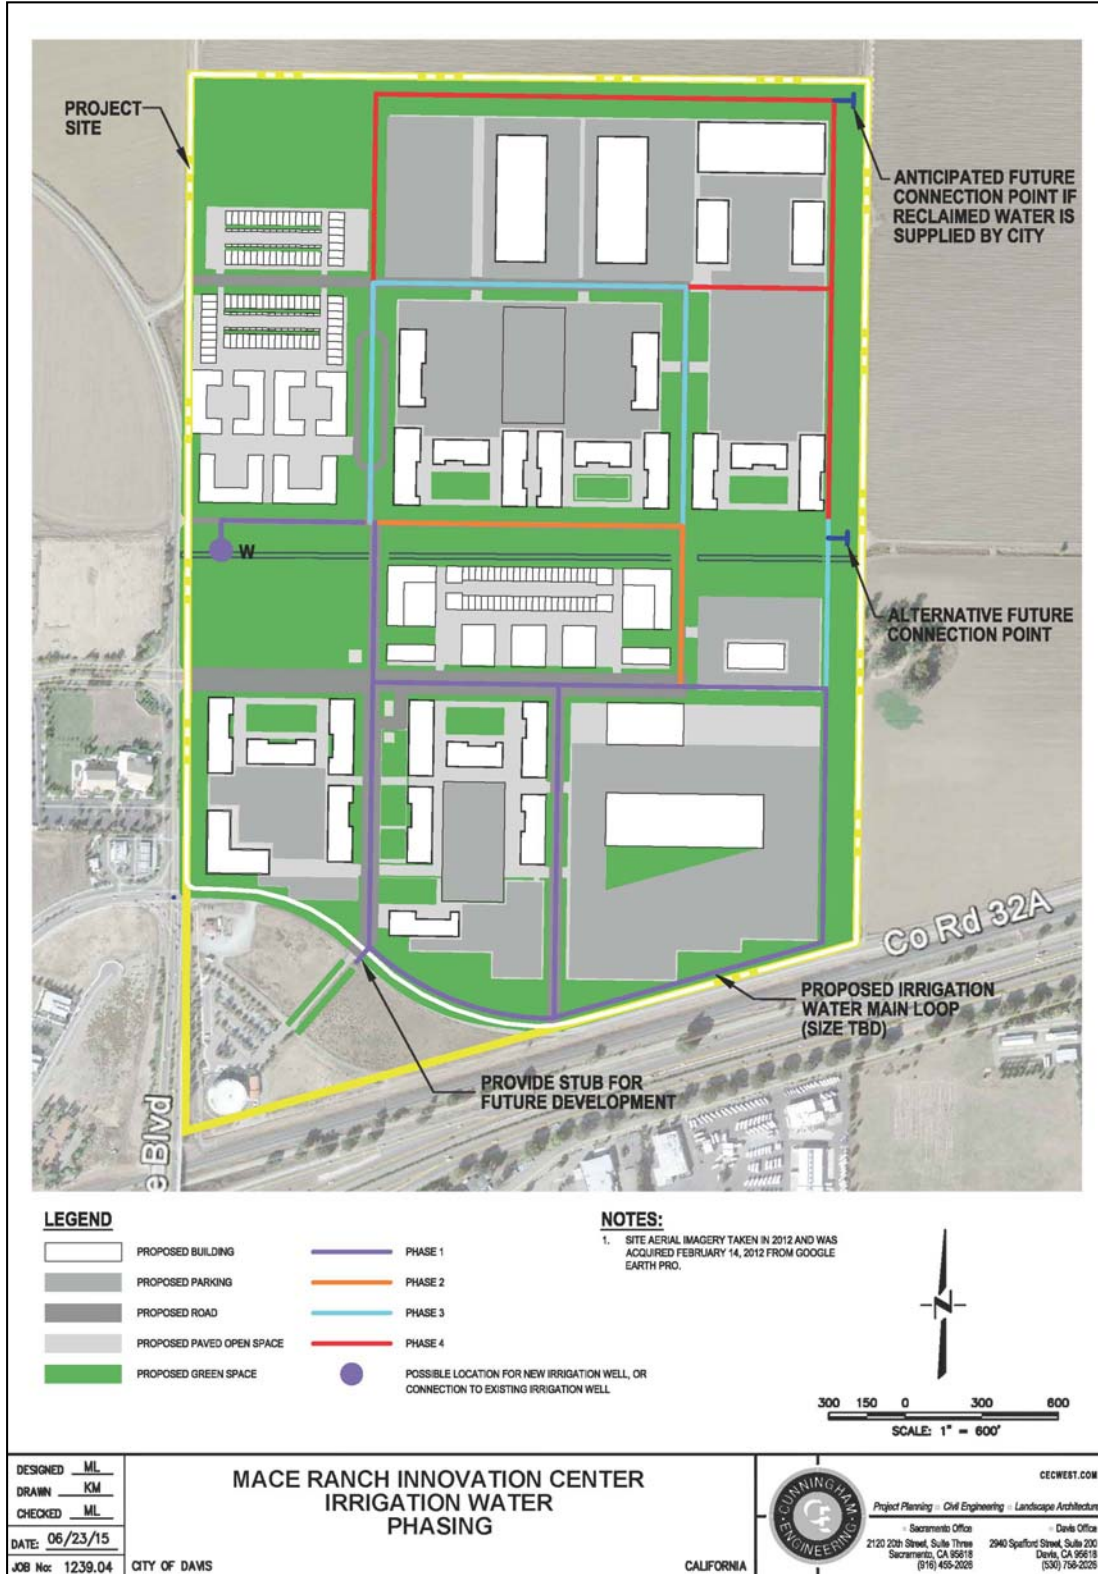 PROJECT
SITE
ANTICIPATED FUTURE
CONNECTION POINT IF
RECLAIMED WATER IS
SUPPLIED BY CITY
W
ALTERNATIVE FUTURE
CONNECTION POINT
Co Rd 32A
PROPOSED IRRIGATION
WATER MAIN LOOP
(SIZE TBD)
PROVIDE STUB FOR
FUTURE DEVELOPMENT
e Blvd
LEGEND
PROPOSED BUILDING
PROPOSED PARKING
PROPOSED ROAD
PROPOSED PAVED OPEN SPACE
PROPOSED GREEN SPACE
PHASE 1
PHASE 2
PHASE 3
PHASE 4
POSSIBLE LOCATION FOR NEW IRRIGATION WELL, OR
CONNECTION TO EXISTING IRRIGATION WELL
NOTES:
1. SITE AERIAL IMAGERY TAKEN IN 2012 AND WAS
ACQUIRED FEBRUARY 14, 2012 FROM GOOGLE
EARTH PRO.
N
300 150 0 300 600
SCALE: 1" = 600'
DESIGNED ML
DRAWN KM
CHECKED ML
DATE: 06/23/15
JOB No: 1239.04
MACE RANCH INNOVATION CENTER
IRRIGATION WATER
PHASING
CITY OF DAVIS
CALIFORNIA
CUNNINGHAM
ENGINEERING
CECWEST.COM
Project Planning Civil Engineering Landscape Architecture
Sacramento Office
2120 20th Street, Suite Three
Sacramento, CA 95818
(916) 455-2026
Davis Office
2940 Spafford Street, Suite 200
Davis, CA 95618
(530) 758-2026